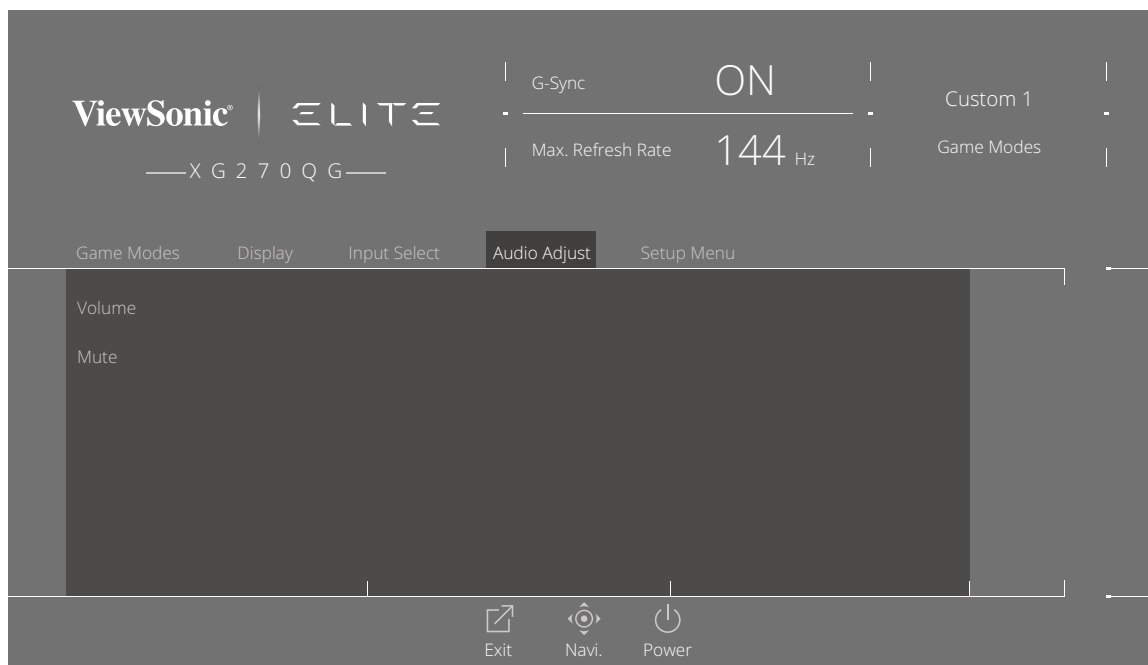 ViewSonic® ELITE
XG270QG
G-Sync ON
Max. Refresh Rate 144 Hz
Custom 1
Game Modes
Game Modes Display Input Select Audio Adjust Setup Menu
Volume
Mute
Exit Navi. Power